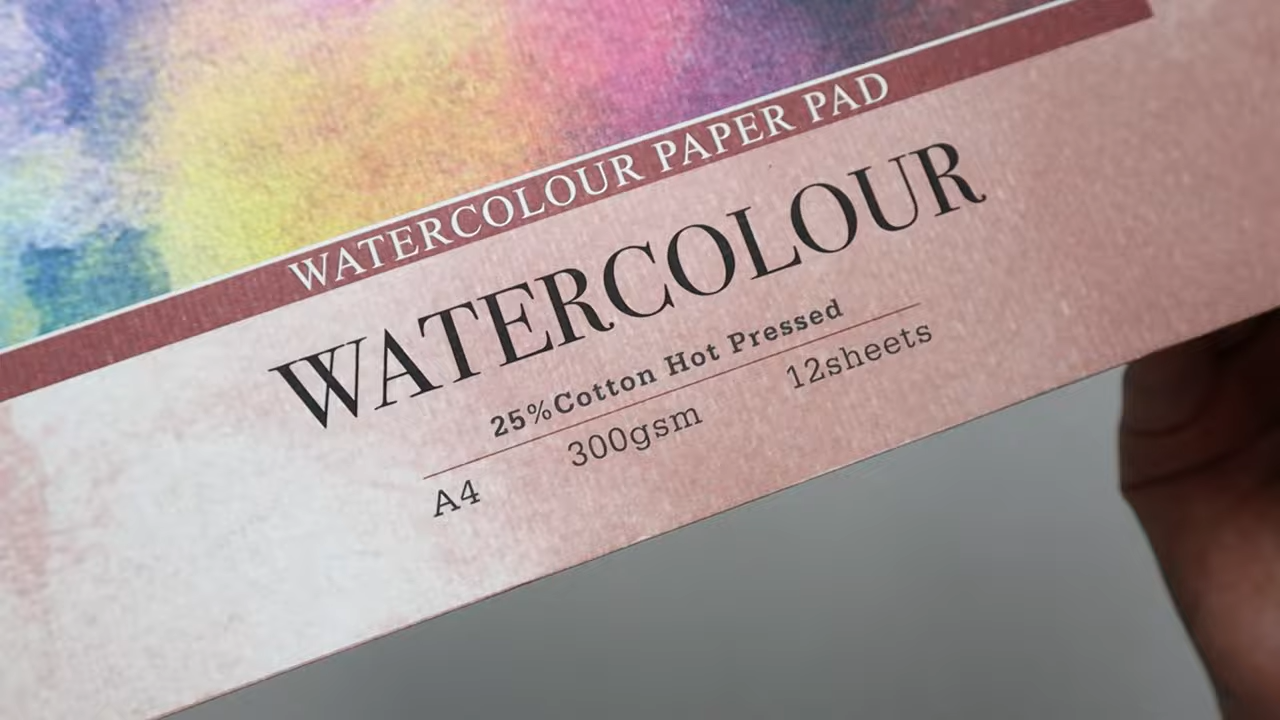 WATERCOLOUR PAPER PAD
WATERCOLOUR
25%Cotton Hot Pressed
A4 300gsm 12sheets